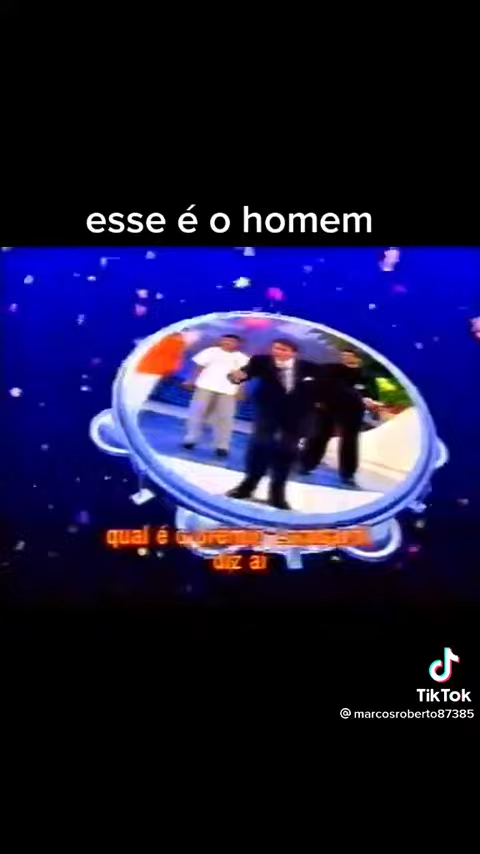 esse é o homem
qual é o
diz aí
TikTok
@marcosroberto87385